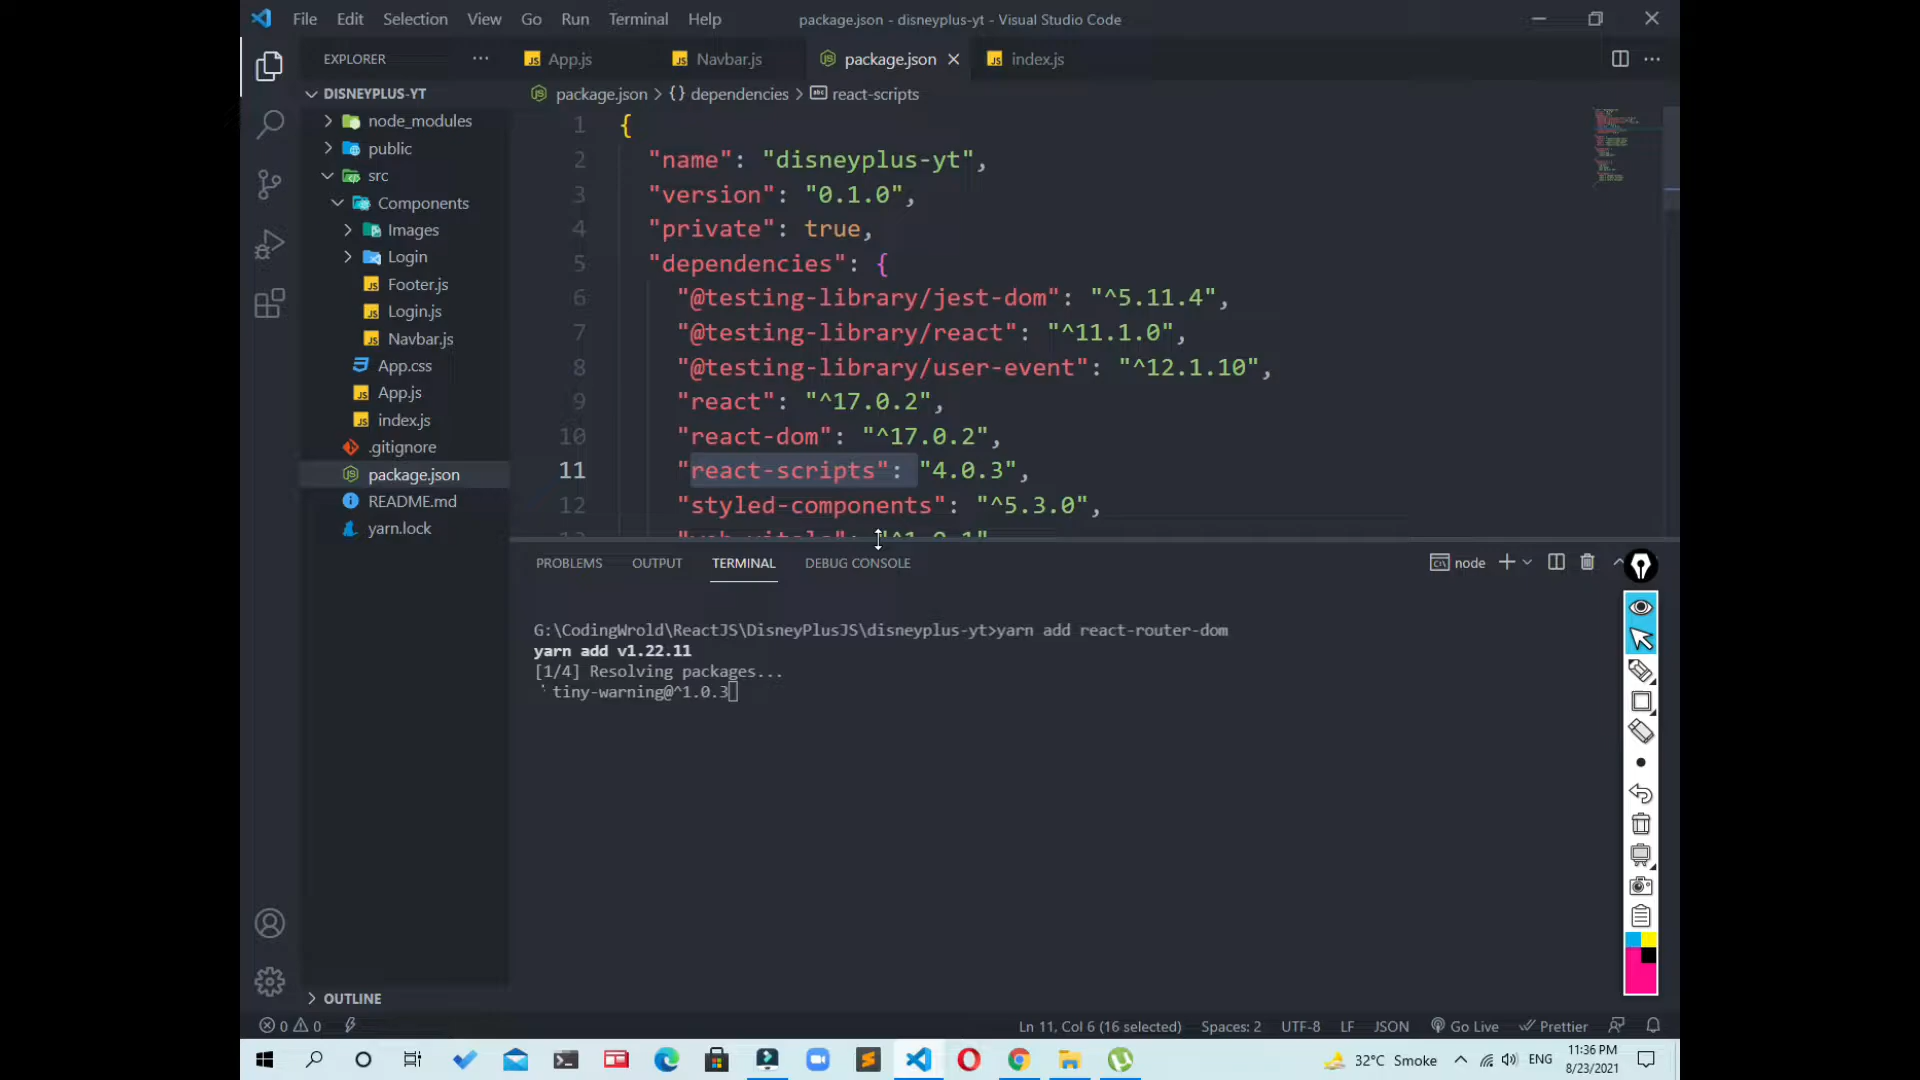 File Edit Selection View Go Run Terminal Help
package.json - disneyplus-yt - Visual Studio Code
EXPLORER
App.js
Navbar.js
package.json
index.js
DISNEYPLUS-YT
node_modules
public
src
Components
Images
Login
Footer.js
Login.js
Navbar.js
App.css
App.js
index.js
.gitignore
package.json
README.md
yarn.lock
OUTLINE
package.json > {} dependencies > react-scripts
1 {
2 "name": "disneyplus-yt",
3 "version": "0.1.0",
4 "private": true,
5 "dependencies": {
6 "@testing-library/jest-dom": "^5.11.4",
7 "@testing-library/react": "^11.1.0",
8 "@testing-library/user-event": "^12.1.10",
9 "react": "^17.0.2",
10 "react-dom": "^17.0.2",
11 "react-scripts": "4.0.3",
12 "styled-components": "^5.3.0",
PROBLEMS OUTPUT TERMINAL DEBUG CONSOLE
node
G:\CodingWrold\ReactJS\DisneyPlusJS\disneyplus-yt>yarn add react-router-dom
yarn add v1.22.11
[1/4] Resolving packages...
tiny-warning@^1.0.3
0 0
Ln 11, Col 6 (16 selected) Spaces: 2 UTF-8 LF JSON Go Live Prettier
32°C Smoke
ENG
11:36 PM
8/23/2021